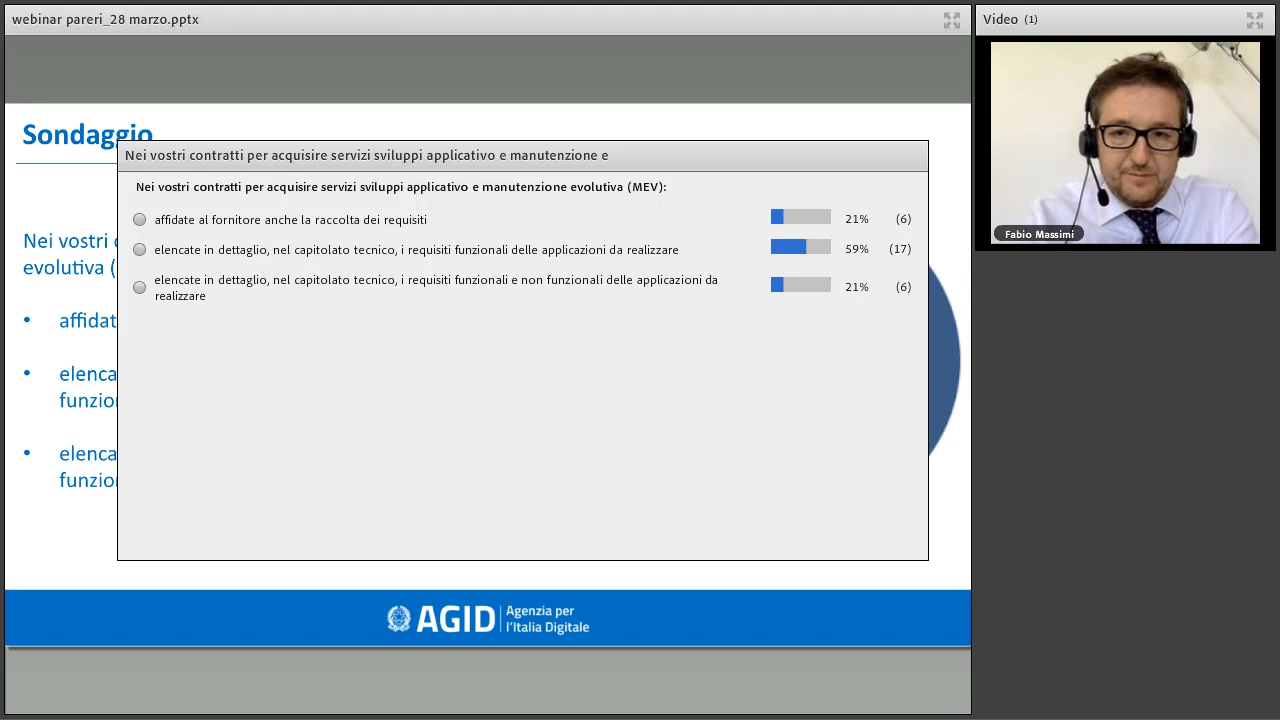 webinar pareri_28 marzo.pptx
Video (1)
Fabio Massimi
Sondaggio
Nei vostri contratti per acquisire servizi sviluppi applicativo e manutenzione e
Nei vostri contratti per acquisire servizi sviluppi applicativo e manutenzione evolutiva (MEV):
affidate al fornitore anche la raccolta dei requisiti 21% (6)
elencate in dettaglio, nel capitolato tecnico, i requisiti funzionali delle applicazioni da realizzare 59% (17)
elencate in dettaglio, nel capitolato tecnico, i requisiti funzionali e non funzionali delle applicazioni da
realizzare 21% (6)
Nei vostri
evolutiva (
• affidat
• elenca
funzio
• elenca
funzio
AGID Agenzia per
l'Italia Digitale